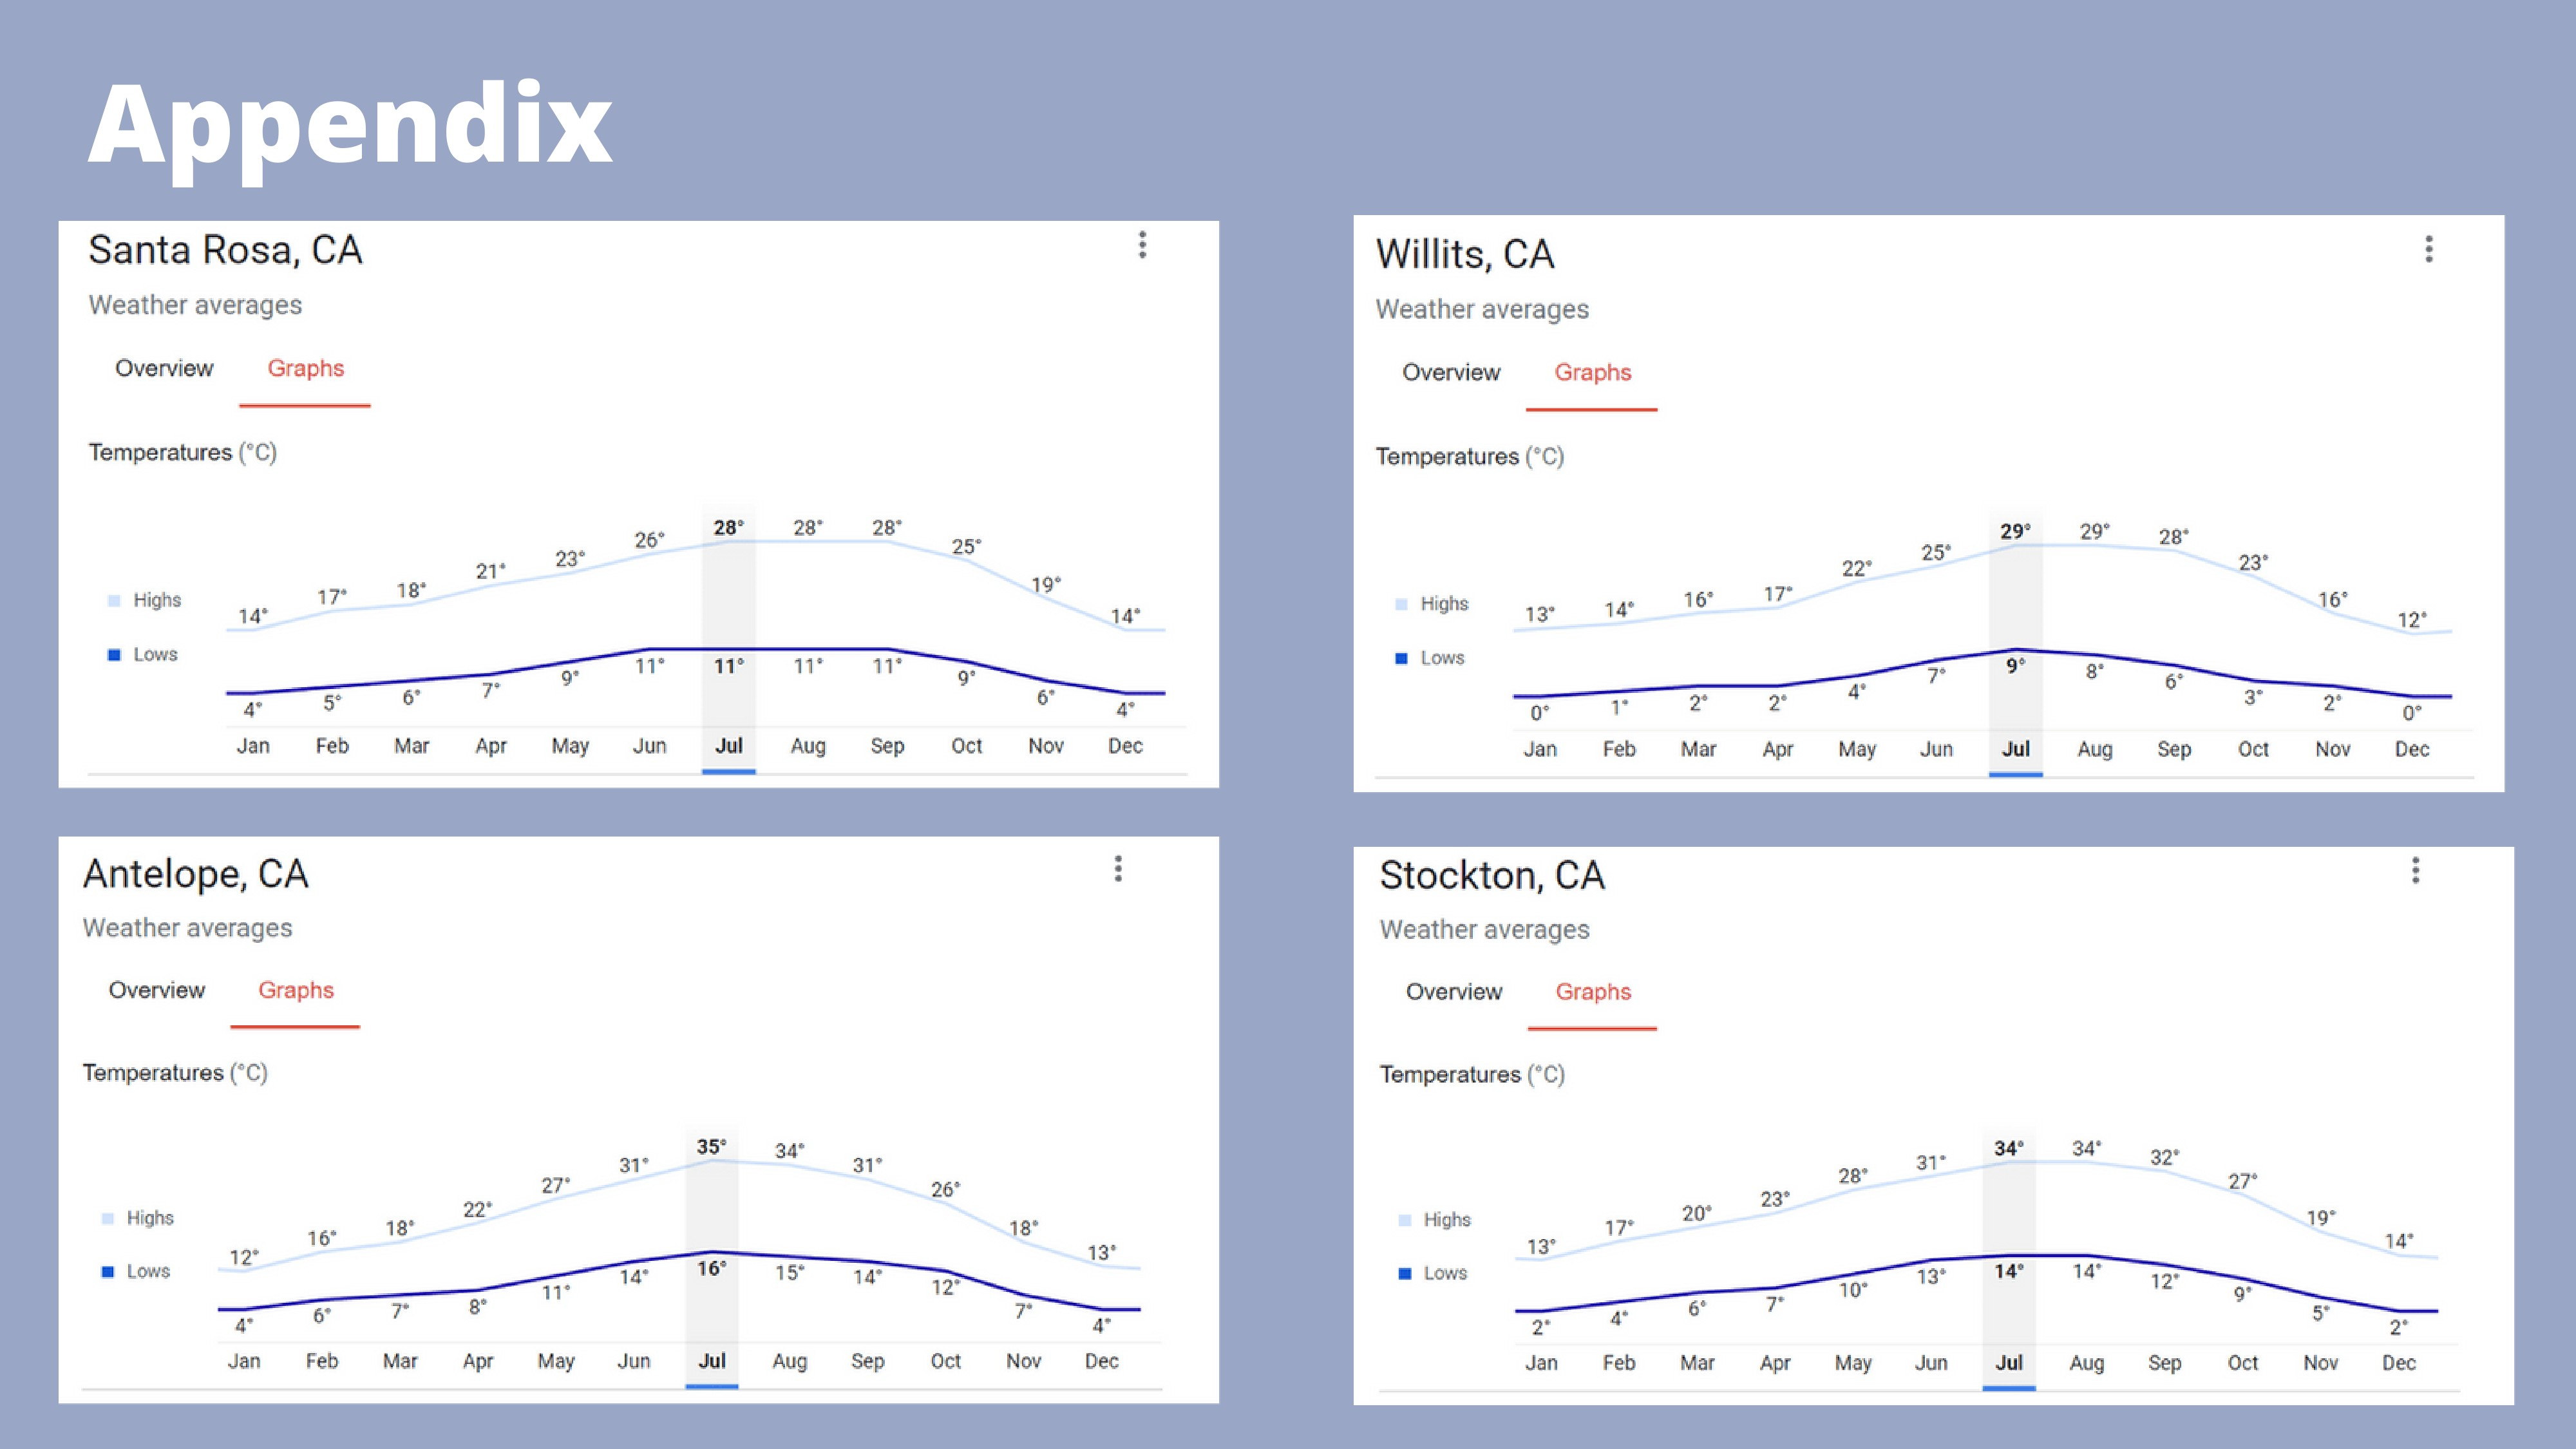 Appendix
Santa Rosa, CA
Weather averages
Overview Graphs
Temperatures (°C)
28° 28° 28°
26° 25°
23°
21°
19°
17° 18°
14° 14°
Highs
Lows
11° 11° 11° 11°
9° 9°
7°
6° 6°
5°
4° 4°
Jan Feb Mar Apr May Jun Jul Aug Sep Oct Nov Dec
Willits, CA
Weather averages
Overview Graphs
Temperatures (°C)
29° 29° 28°
25°
22° 23°
16° 17° 16°
13° 14° 12°
Highs
Lows
9°
8°
7° 6°
4°
2° 2° 3° 2°
0° 1° 0°
Jan Feb Mar Apr May Jun Jul Aug Sep Oct Nov Dec
Antelope, CA
Weather averages
Overview Graphs
Temperatures (°C)
35° 34°
31° 31°
27° 26°
22°
18° 18°
16°
12° 13°
Highs
Lows
16° 15°
14° 14°
11° 12°
8°
6° 7° 7°
4° 4°
Jan Feb Mar Apr May Jun Jul Aug Sep Oct Nov Dec
Stockton, CA
Weather averages
Overview Graphs
Temperatures (°C)
34° 34° 32°
31°
28° 27°
23°
20° 19°
17°
13° 14°
Highs
Lows
14° 14°
13° 12°
10° 9°
6° 7°
4° 5°
2° 2°
Jan Feb Mar Apr May Jun Jul Aug Sep Oct Nov Dec